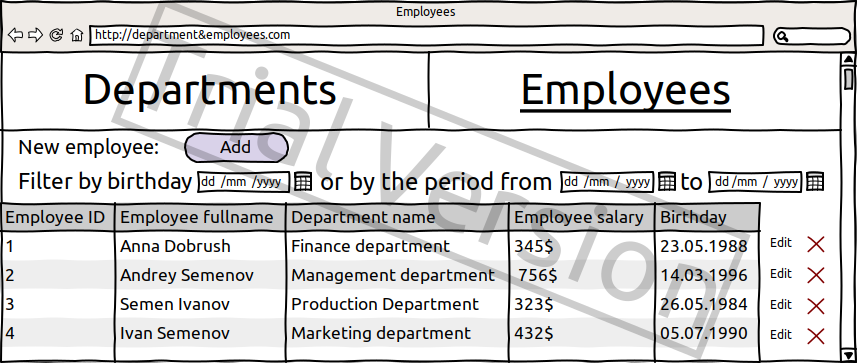 Employees
http://department&employees.com
Departments Employees
New employee: Add
Filter by birthday dd /mm /yyyy or by the period from dd /mm / yyyy to dd /mm / yyyy
Employee ID Employee fullname Department name Employee salary Birthday
1 Anna Dobrush Finance department 345$ 23.05.1988 Edit
2 Andrey Semenov Management department 756$ 14.03.1996 Edit
3 Semen Ivanov Production Department 323$ 26.05.1984 Edit
4 Ivan Semenov Marketing department 432$ 05.07.1990 Edit
Trial Version